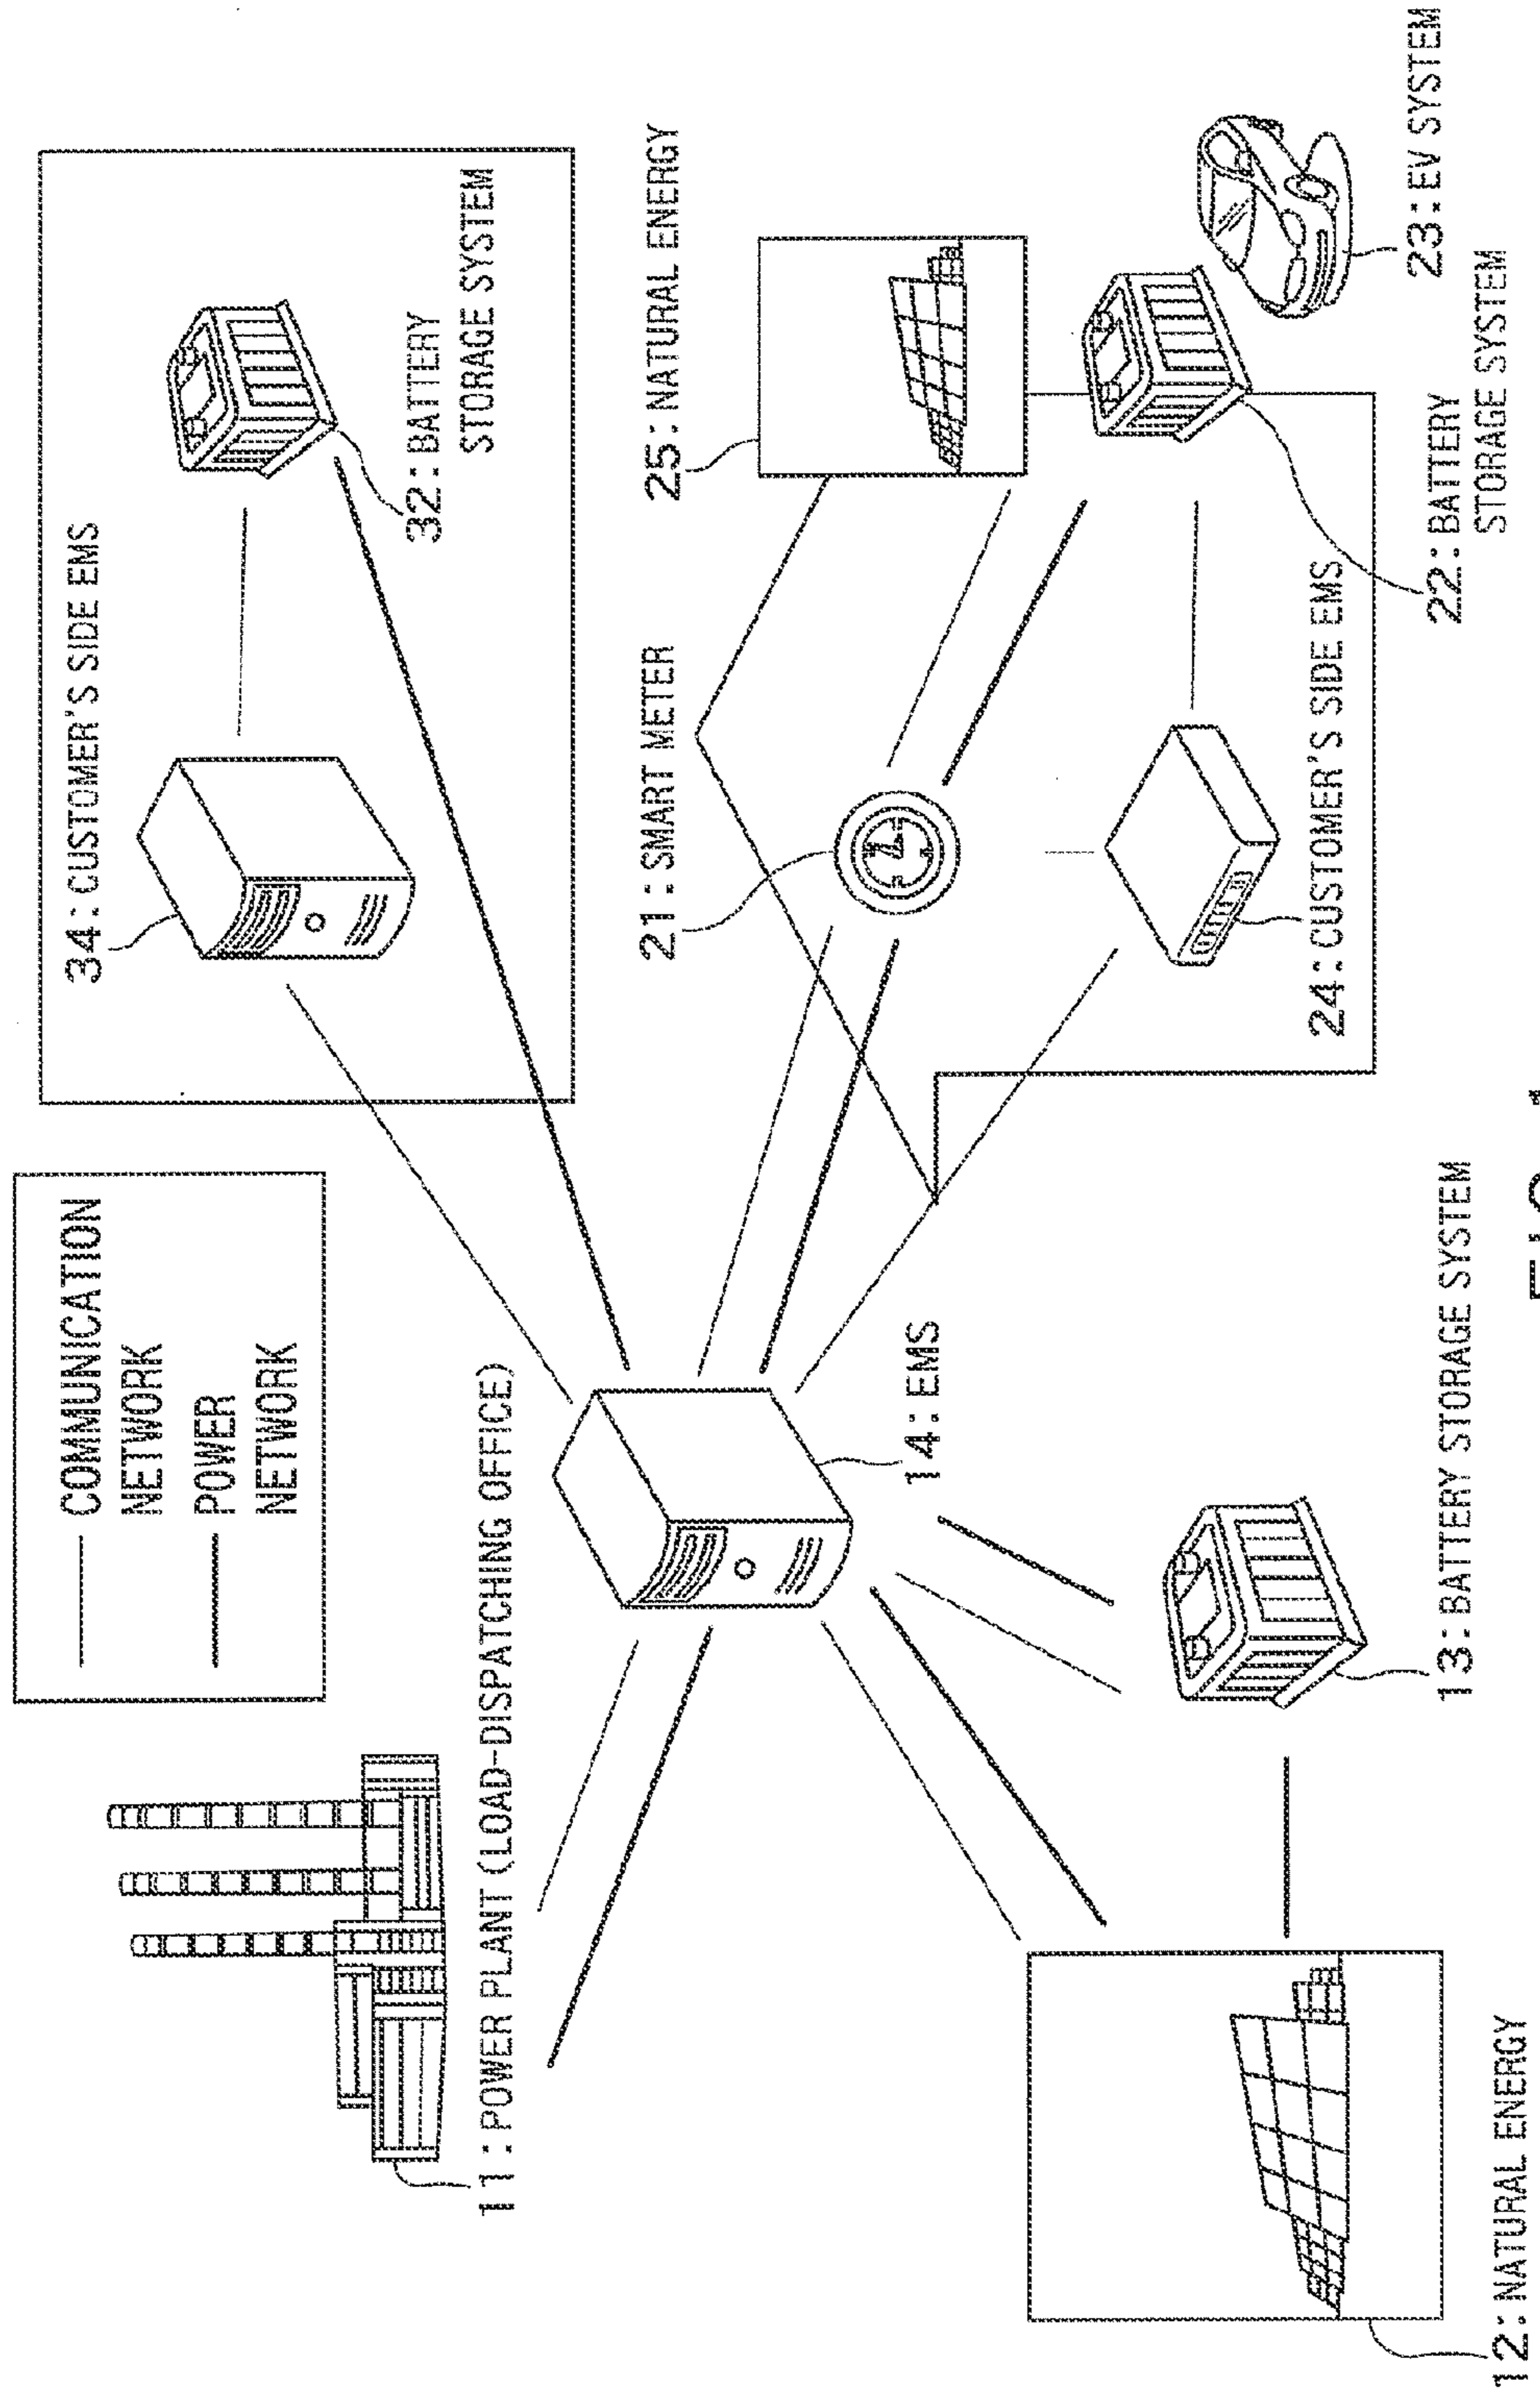 COMMUNICATION
NETWORK
POWER
NETWORK
34:CUSTOMER'S SIDE EMS
32:BATTERY
STORAGE SYSTEM
11:POWER PLANT (LOAD-DISPATCHING OFFICE)
21:SMART METER
25:NATURAL ENERGY
14:EMS
24:CUSTOMER'S SIDE EMS
23:EV SYSTEM
22:BATTERY
STORAGE SYSTEM
13:BATTERY STORAGE SYSTEM
12:NATURAL ENERGY